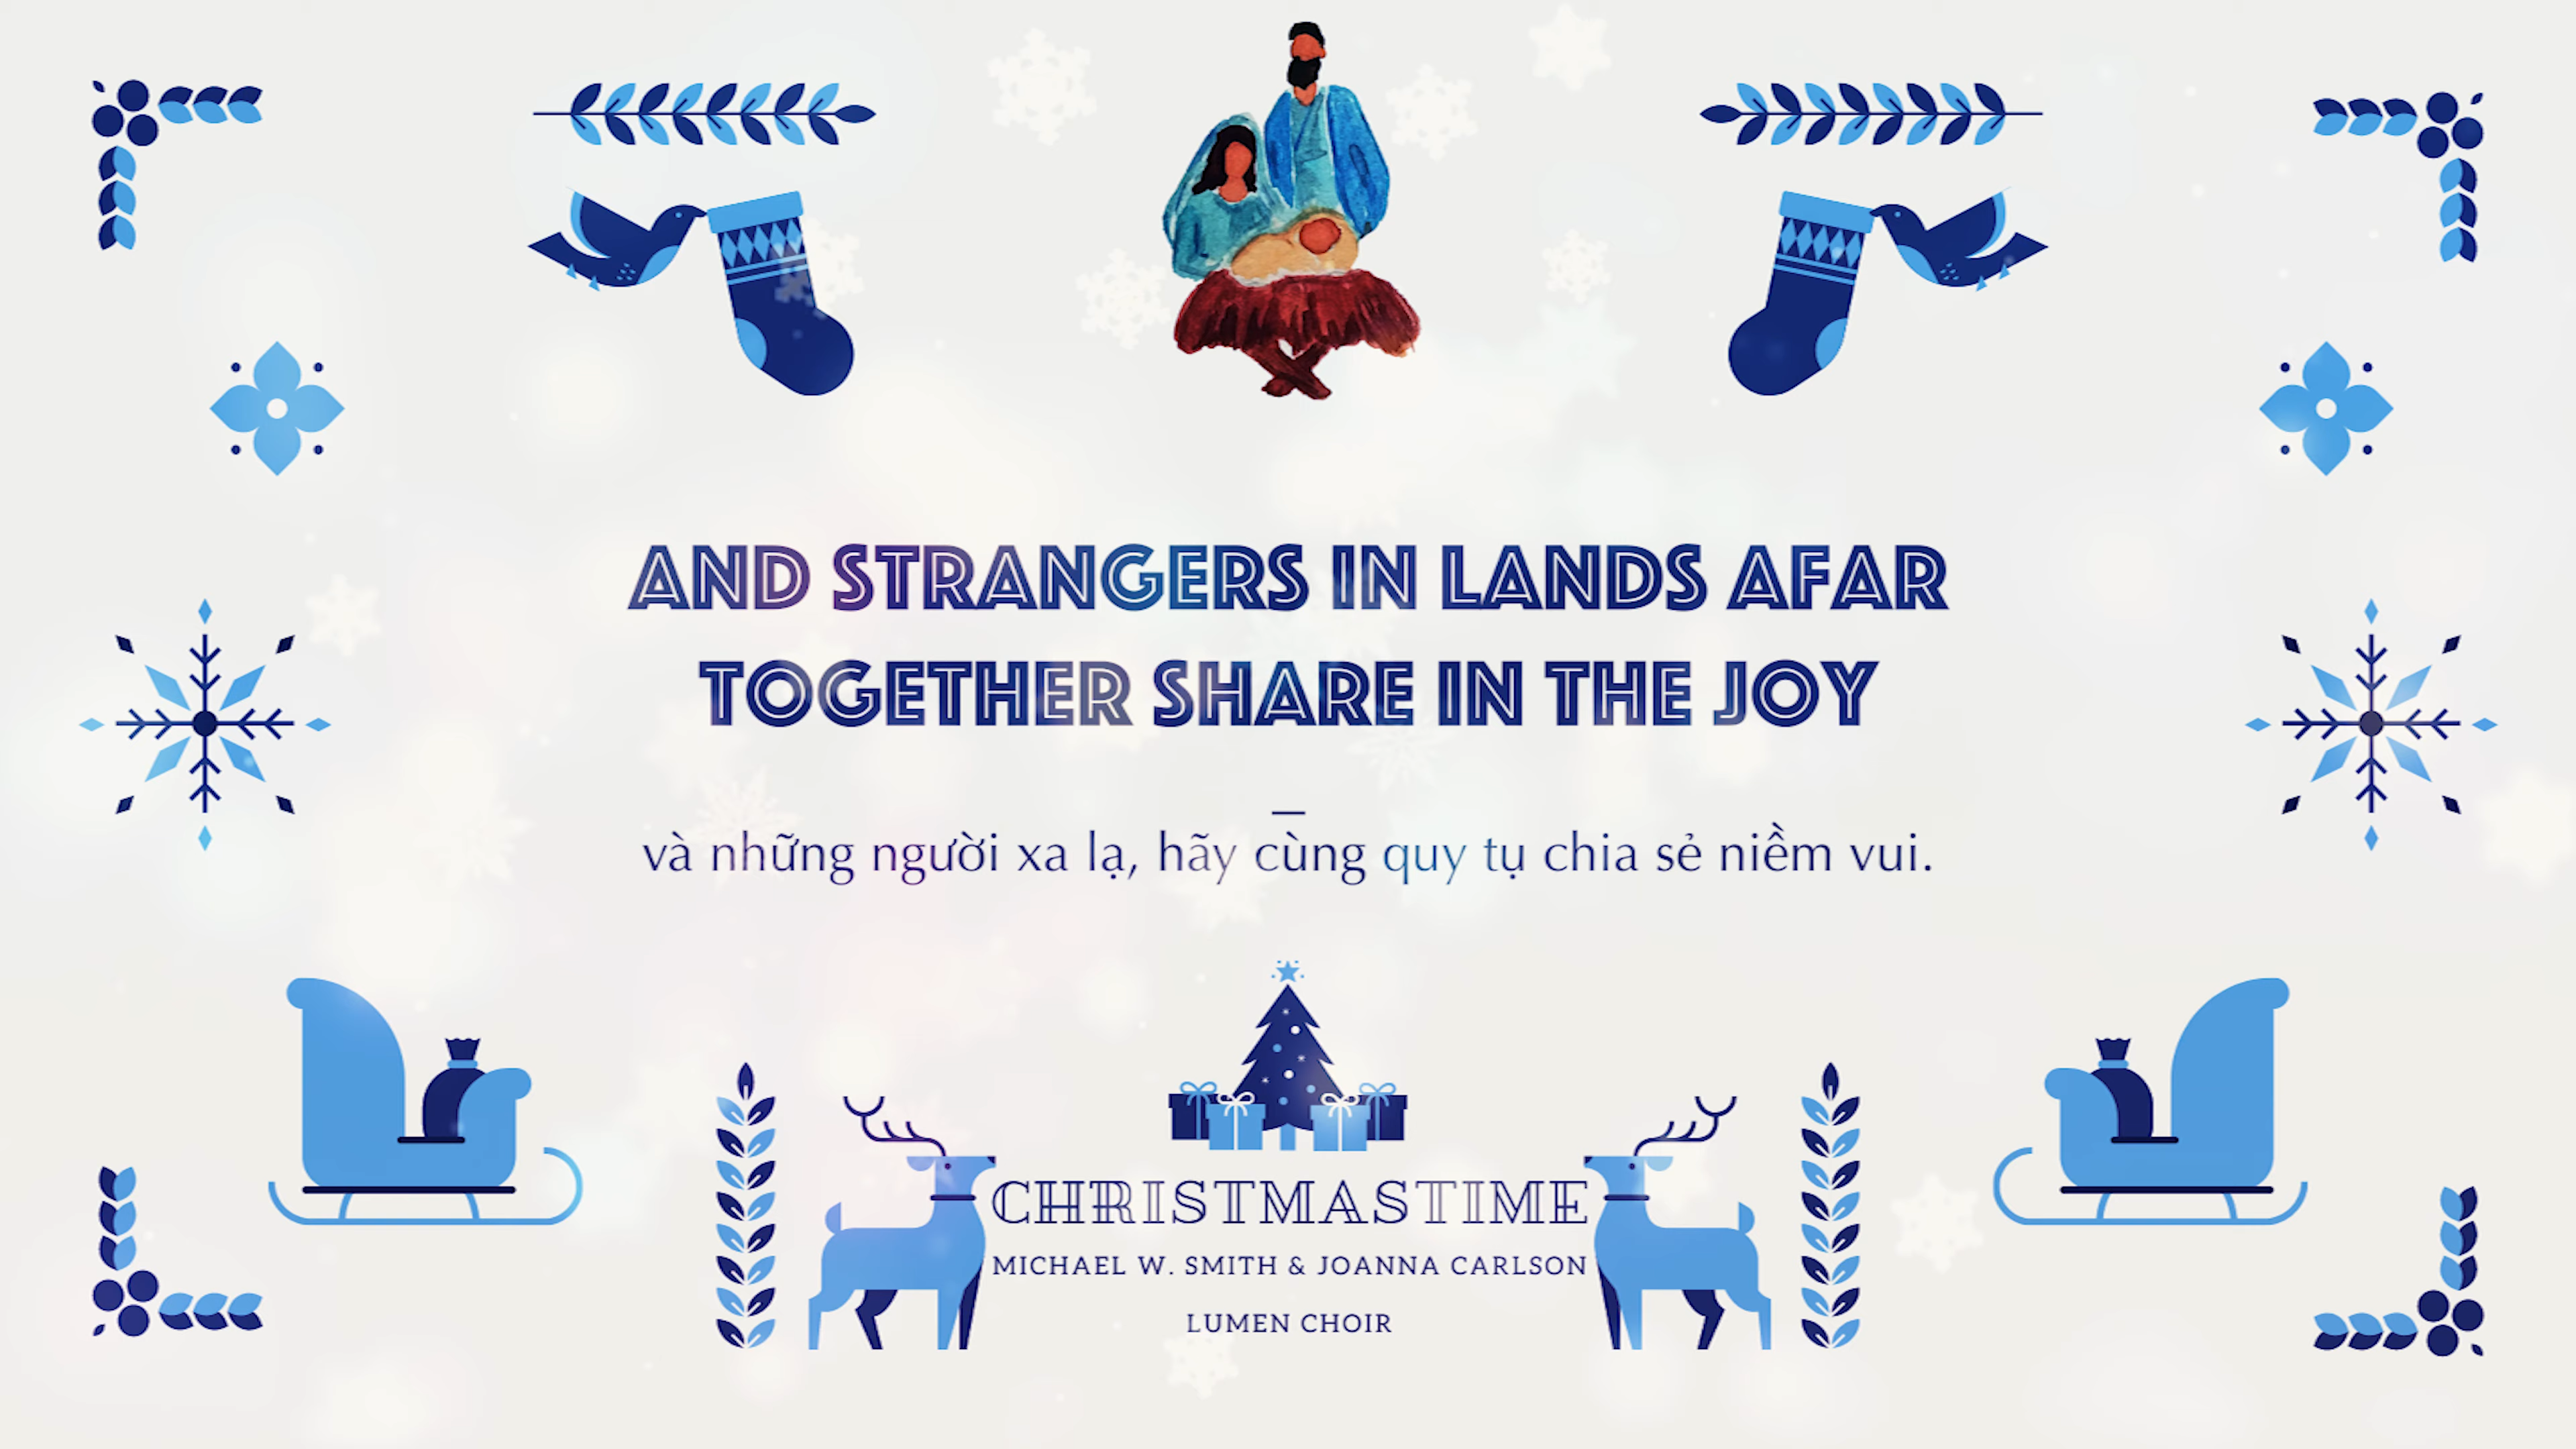 AND STRANGERS IN LANDS AFAR
TOGETHER SHARE IN THE JOY
–
và những người xa lạ, hãy cùng quy tụ chia sẻ niềm vui.
CHRISTMASTIME
MICHAEL W. SMITH & JOANNA CARLSON
LUMEN CHOIR